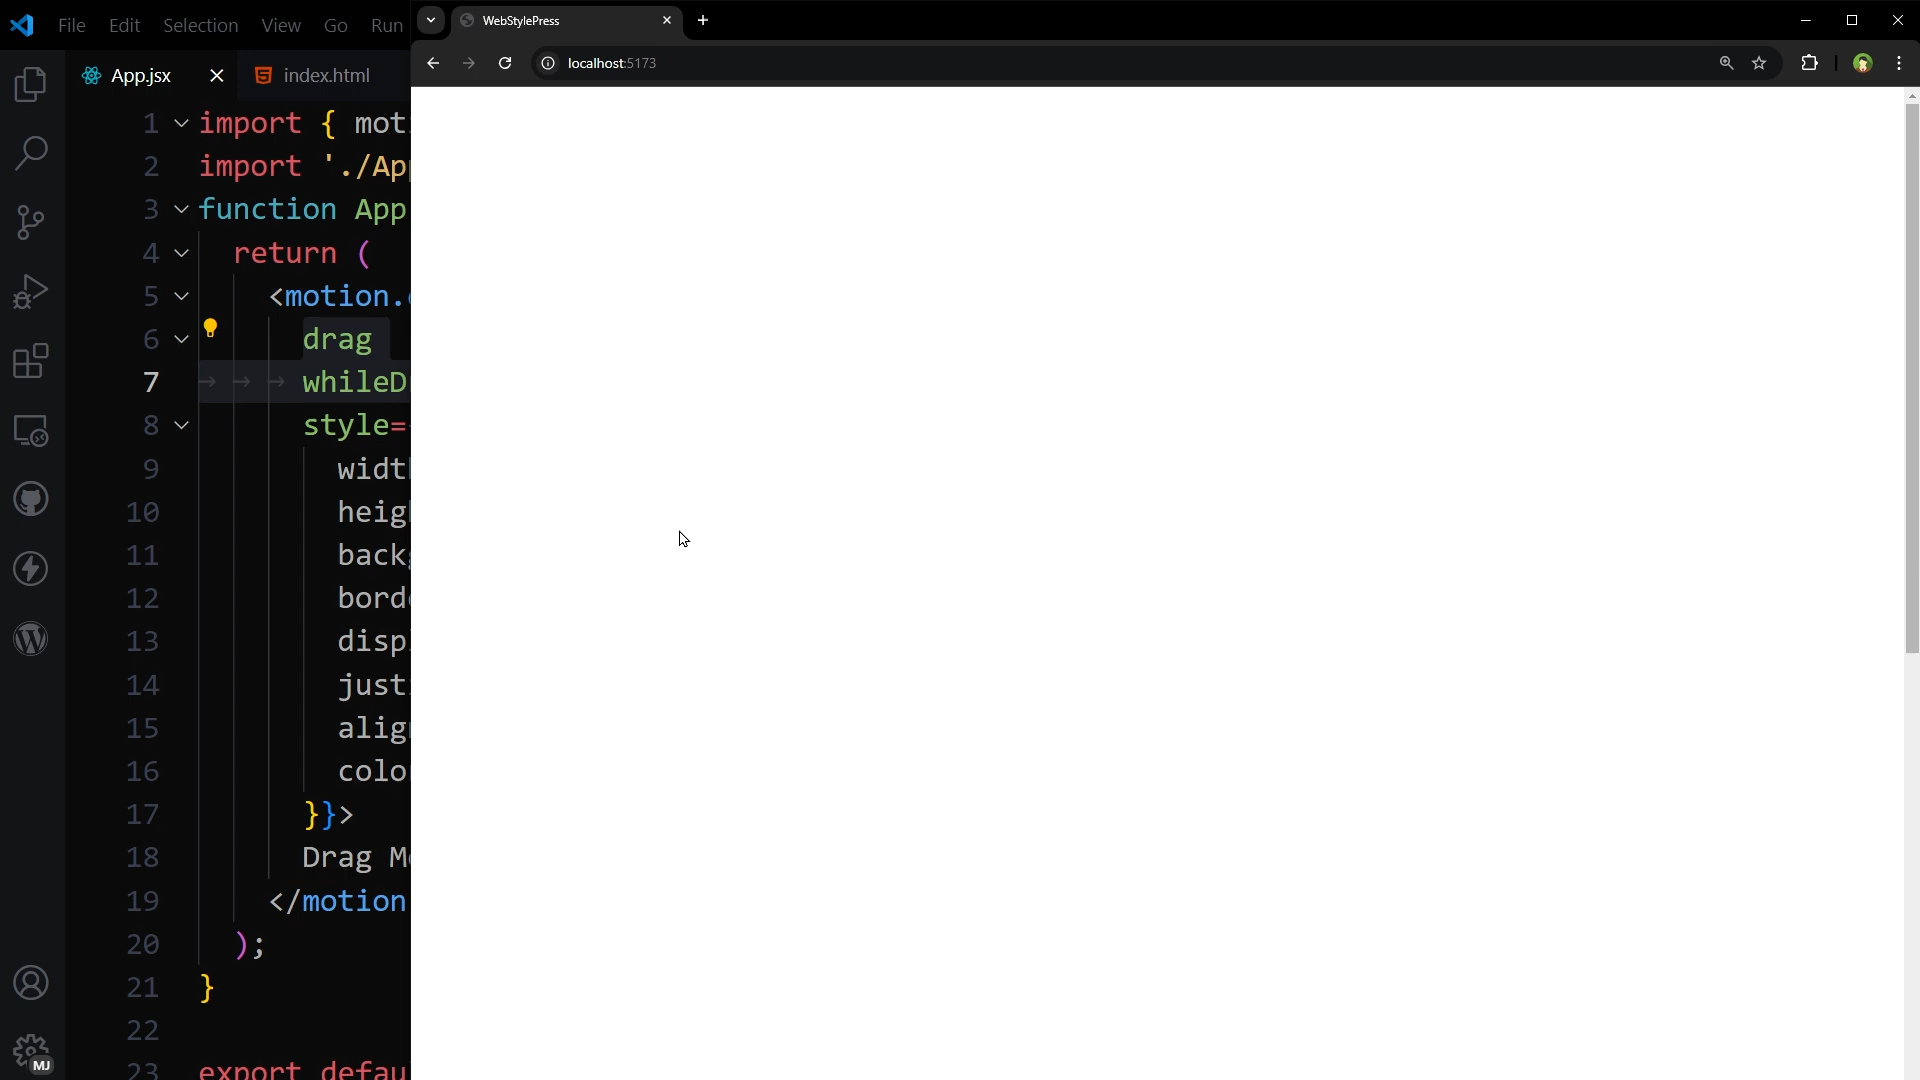 File Edit Selection View Go Run
WebStylePress
localhost:5173
App.jsx index.html
1 import { mot
2 import './Ap
3 function App
4 return (
5 <motion.
6 drag
7 whileD
8 style=
9 widt
10 heig
11 back
12 bord
13 disp
14 just
15 alig
16 colo
17 }}>
18 Drag M
19 </motion
20 );
21 }
22
23 export defau
MJ